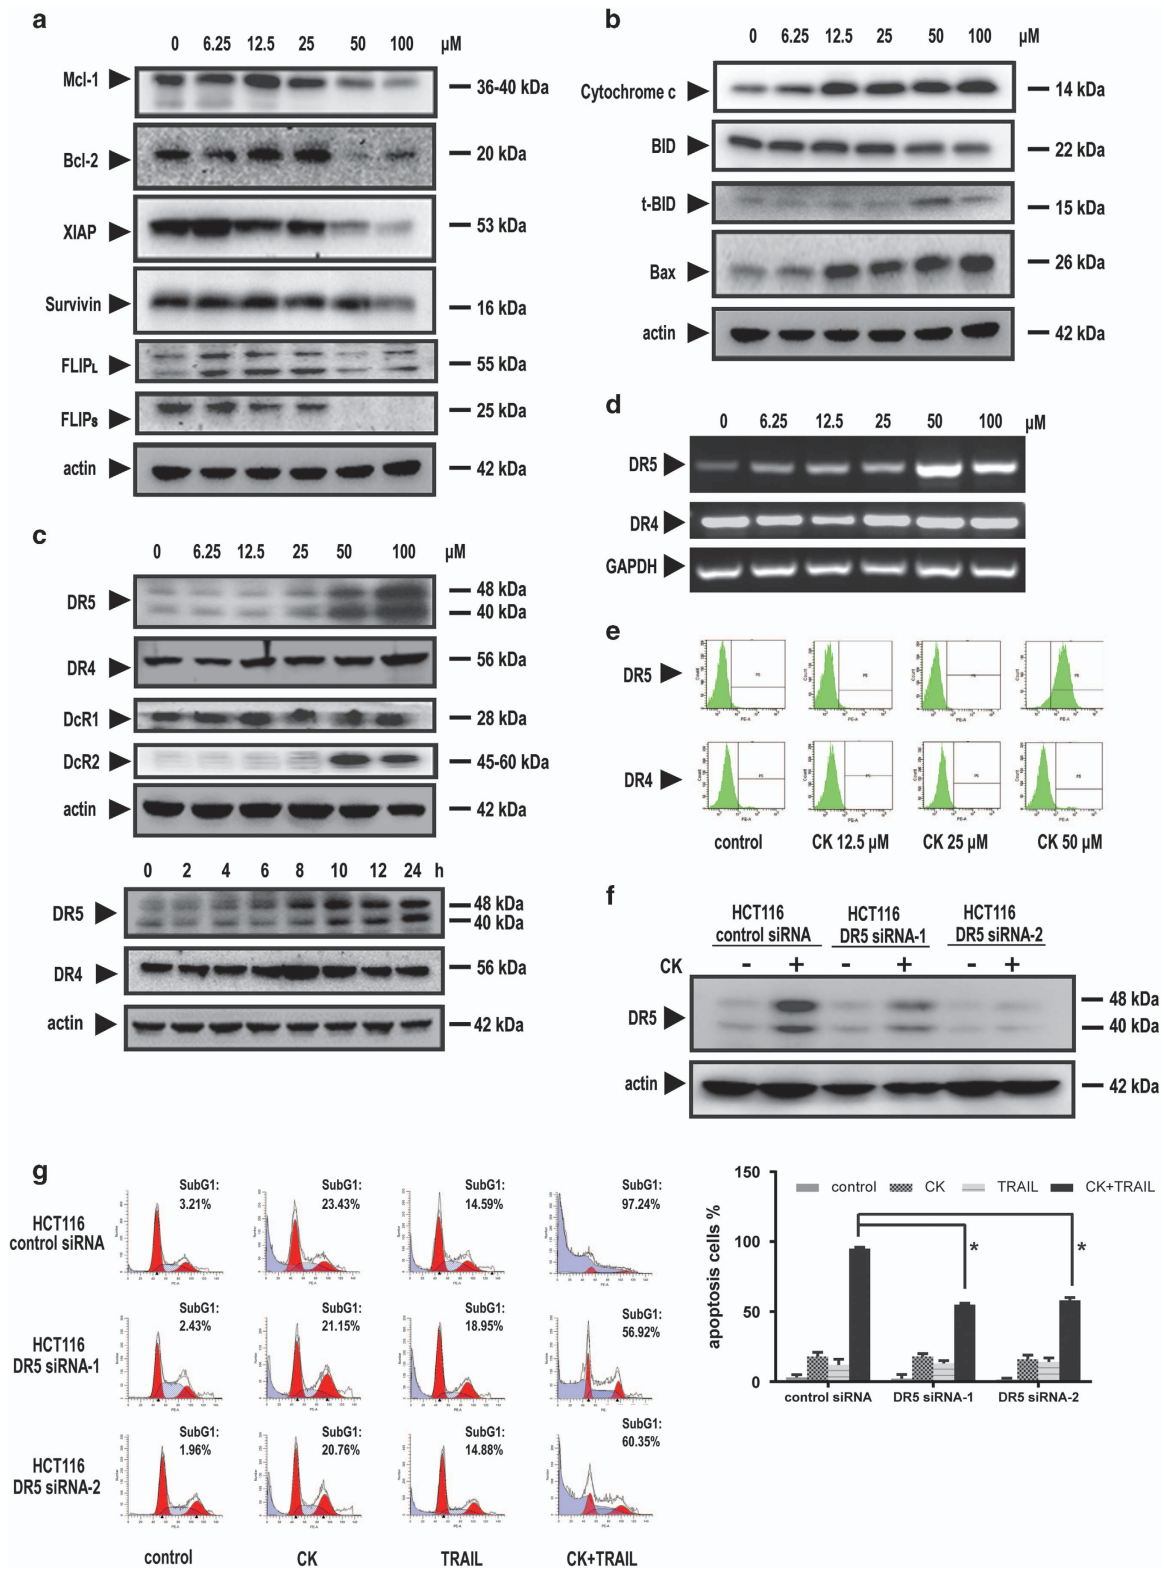 a
0 6.25 12.5 25 50 100 µM
Mcl-1 36-40 kDa
Bcl-2 20 kDa
XIAP 53 kDa
Survivin 16 kDa
FLIPL 55 kDa
FLIPS 25 kDa
actin 42 kDa
b
0 6.25 12.5 25 50 100 µM
Cytochrome c 14 kDa
BID 22 kDa
t-BID 15 kDa
Bax 26 kDa
actin 42 kDa
c
0 6.25 12.5 25 50 100 µM
DR5 48 kDa
40 kDa
DR4 56 kDa
DcR1 28 kDa
DcR2 45-60 kDa
actin 42 kDa
0 2 4 6 8 10 12 24 h
DR5 48 kDa
40 kDa
DR4 56 kDa
actin 42 kDa
d
0 6.25 12.5 25 50 100 µM
DR5
DR4
GAPDH
e
DR5
DR4
control CK 12.5 µM CK 25 µM CK 50 µM
f
HCT116 HCT116 HCT116
control siRNA DR5 siRNA-1 DR5 siRNA-2
CK - + - + - +
DR5 48 kDa
40 kDa
actin 42 kDa
g
SubG1: SubG1: SubG1: SubG1:
3.21% 23.43% 14.59% 97.24%
HCT116
control siRNA
SubG1: SubG1: SubG1: SubG1:
2.43% 21.15% 18.95% 56.92%
HCT116
DR5 siRNA-1
SubG1: SubG1: SubG1: SubG1:
1.96% 20.76% 14.88% 60.35%
HCT116
DR5 siRNA-2
control CK TRAIL CK+TRAIL
apoptosis cells %
150
100
50
0
control CK TRAIL CK+TRAIL
* *
control siRNA DR5 siRNA-1 DR5 siRNA-2